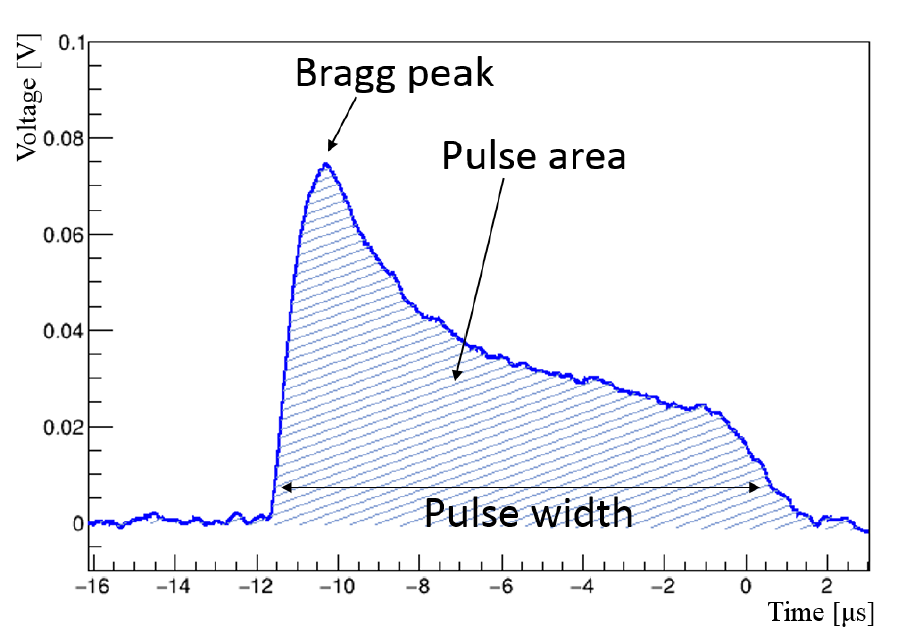 Voltage [V]
0.1
0.08
0.06
0.04
0.02
0
Bragg peak
Pulse area
Pulse width
−16 −14 −12 −10 −8 −6 −4 −2 0 2
Time [μs]